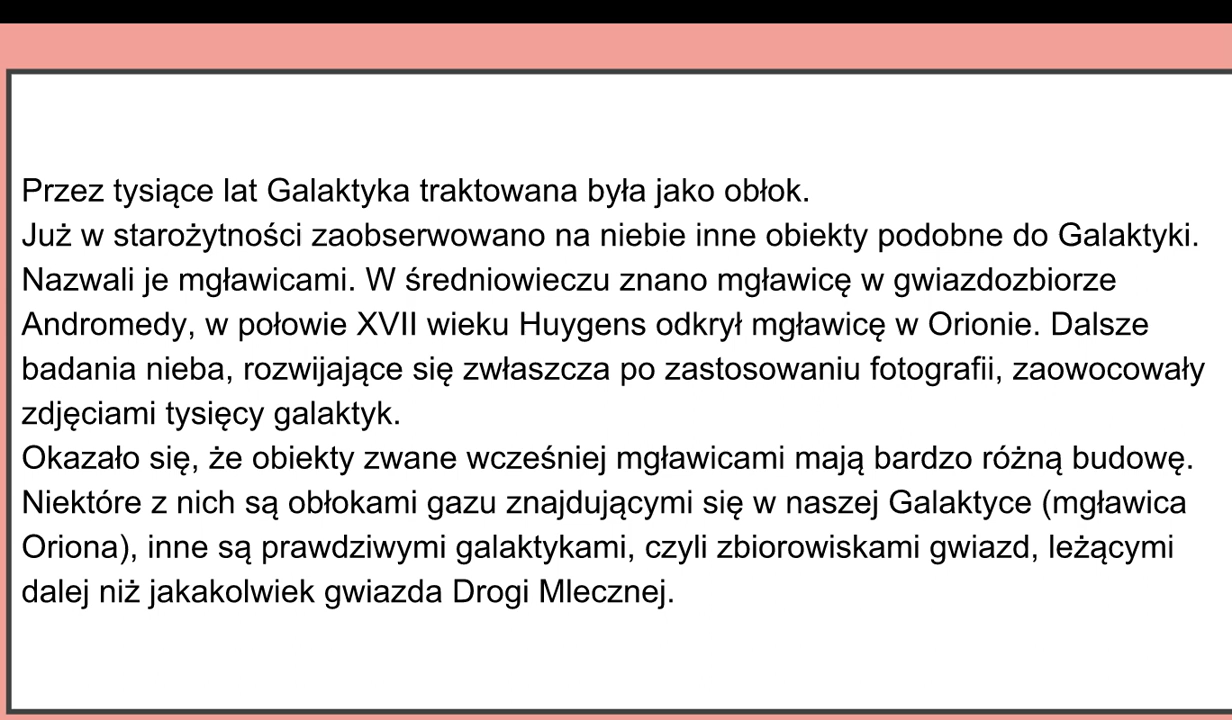 Przez tysiące lat Galaktyka traktowana była jako obłok.
Już w starożytności zaobserwowano na niebie inne obiekty podobne do Galaktyki.
Nazwali je mgławicami. W średniowieczu znano mgławicę w gwiazdozbiorze
Andromedy, w połowie XVII wieku Huygens odkrył mgławicę w Orionie. Dalsze
badania nieba, rozwijające się zwłaszcza po zastosowaniu fotografii, zaowocowały
zdjęciami tysięcy galaktyk.
Okazało się, że obiekty zwane wcześniej mgławicami mają bardzo różną budowę.
Niektóre z nich są obłokami gazu znajdującymi się w naszej Galaktyce (mgławica
Oriona), inne są prawdziwymi galaktykami, czyli zbiorowiskami gwiazd, leżącymi
dalej niż jakakolwiek gwiazda Drogi Mlecznej.